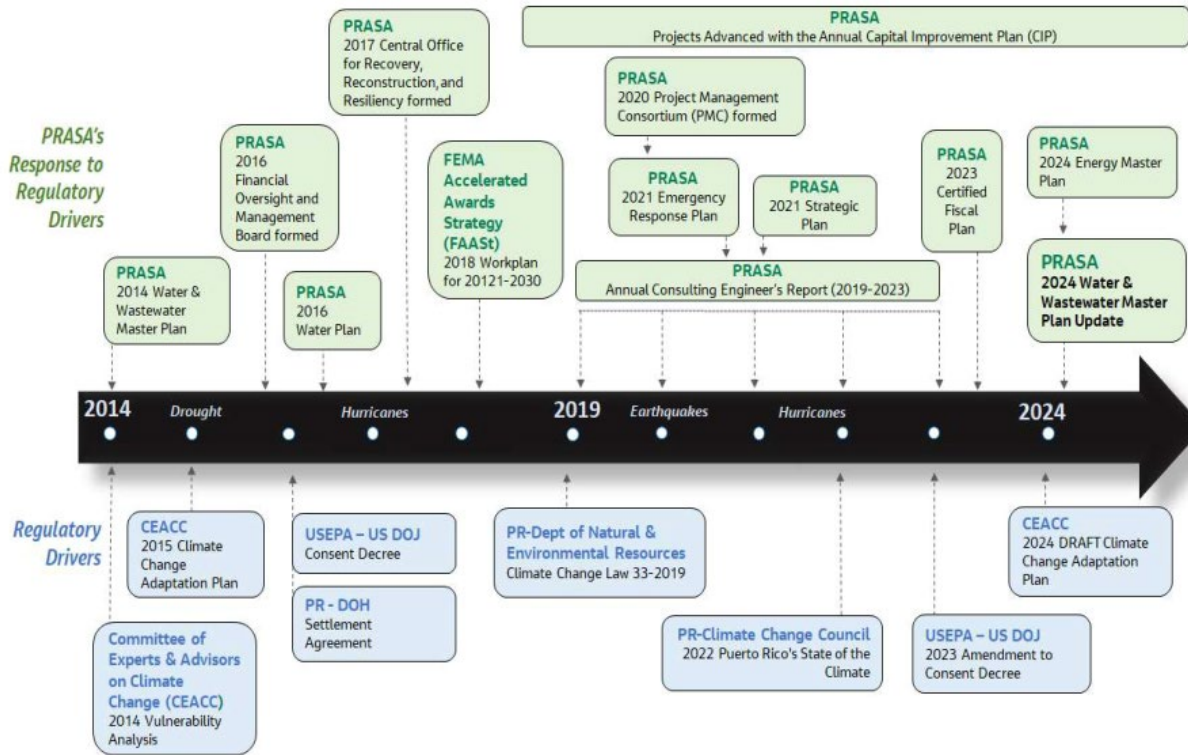 PRASA
Projects Advanced with the Annual Capital Improvement Plan (CIP)
PRASA
2017 Central Office
for Recovery,
Reconstruction, and
Resiliency formed
PRASA
2020 Project Management
Consortium (PMC) formed
PRASA's
Response to
Regulatory
Drivers
PRASA
2016
Financial
Oversight and
Management
Board formed
FEMA
Accelerated
Awards
Strategy
(FAASt)
2018 Workplan
for 20121-2030
PRASA
2021 Emergency
Response Plan
PRASA
2021 Strategic
Plan
PRASA
2023
Certified
Fiscal
Plan
PRASA
2024 Energy Master
Plan
PRASA
2014 Water &
Wastewater
Master Plan
PRASA
2016
Water Plan
PRASA
Annual Consulting Engineer's Report (2019-2023)
PRASA
2024 Water &
Wastewater Master
Plan Update
2014
Drought
Hurricanes
2019
Earthquakes
Hurricanes
2024
Regulatory
Drivers
CEACC
2015 Climate
Change
Adaptation Plan
USEPA – US DOJ
Consent Decree
PR - DOH
Settlement
Agreement
PR-Dept of Natural &
Environmental Resources
Climate Change Law 33-2019
CEACC
2024 DRAFT Climate
Change Adaptation
Plan
Committee of
Experts & Advisors
on Climate
Change (CEACC)
2014 Vulnerability
Analysis
PR-Climate Change Council
2022 Puerto Rico's State of the
Climate
USEPA – US DOJ
2023 Amendment to
Consent Decree